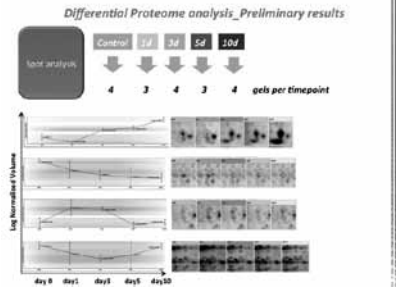 Differential Proteome analysis_Preliminary results
Control 1d 3d 5d 10d
Spot analysis
4 3 4 3 4 gels per timepoint
Log Normalized Volume
day 0 day1 day3 day5 day10